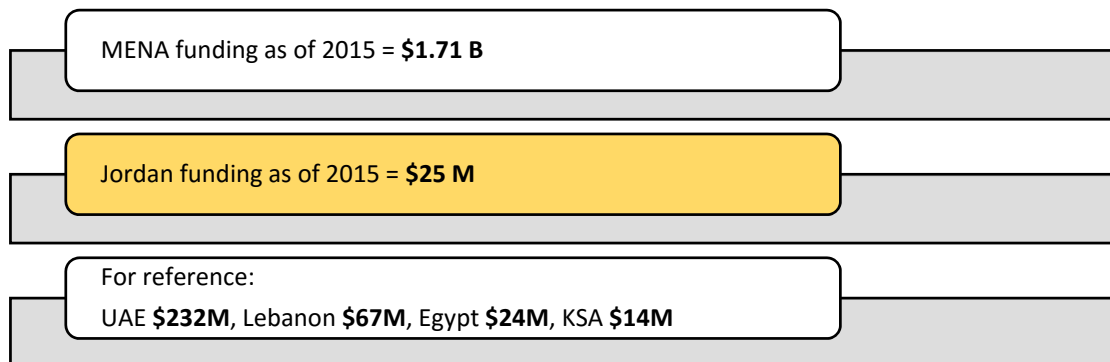 MENA funding as of 2015 = $1.71 B
Jordan funding as of 2015 = $25 M
For reference:
UAE $232M, Lebanon $67M, Egypt $24M, KSA $14M